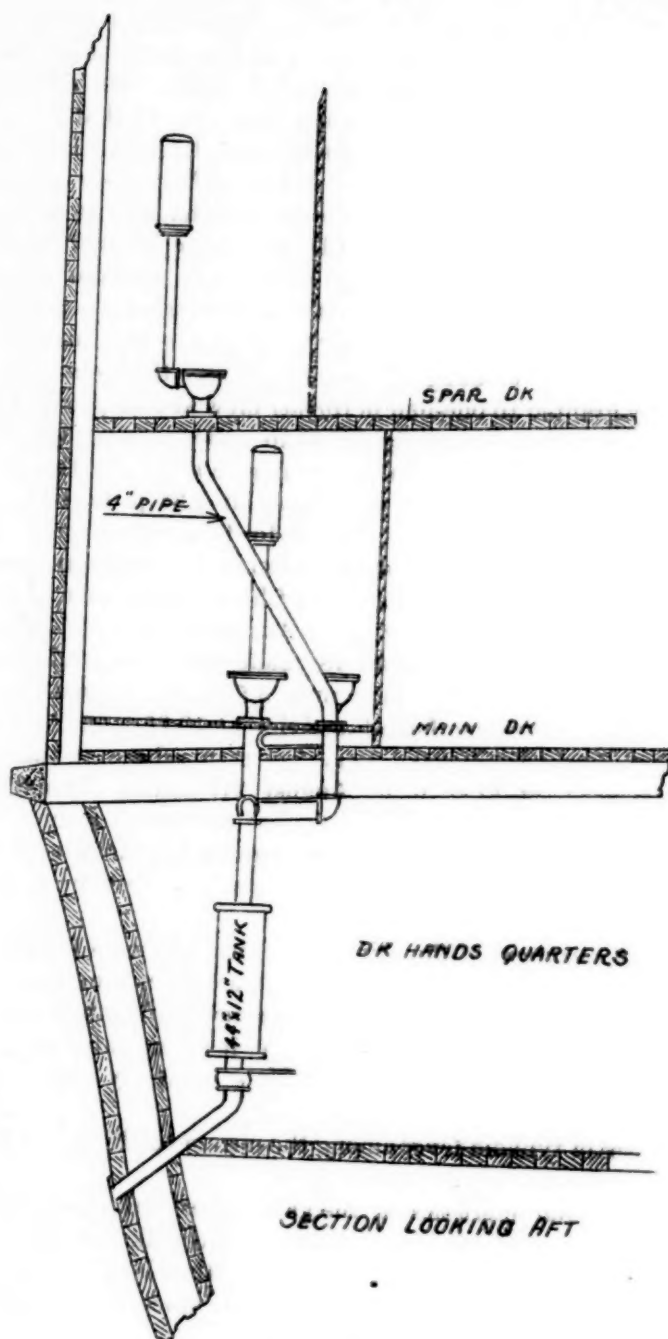 SPAR DK
4" PIPE
MAIN DK
44"x12" TANK
DK HANDS QUARTERS
SECTION LOOKING AFT